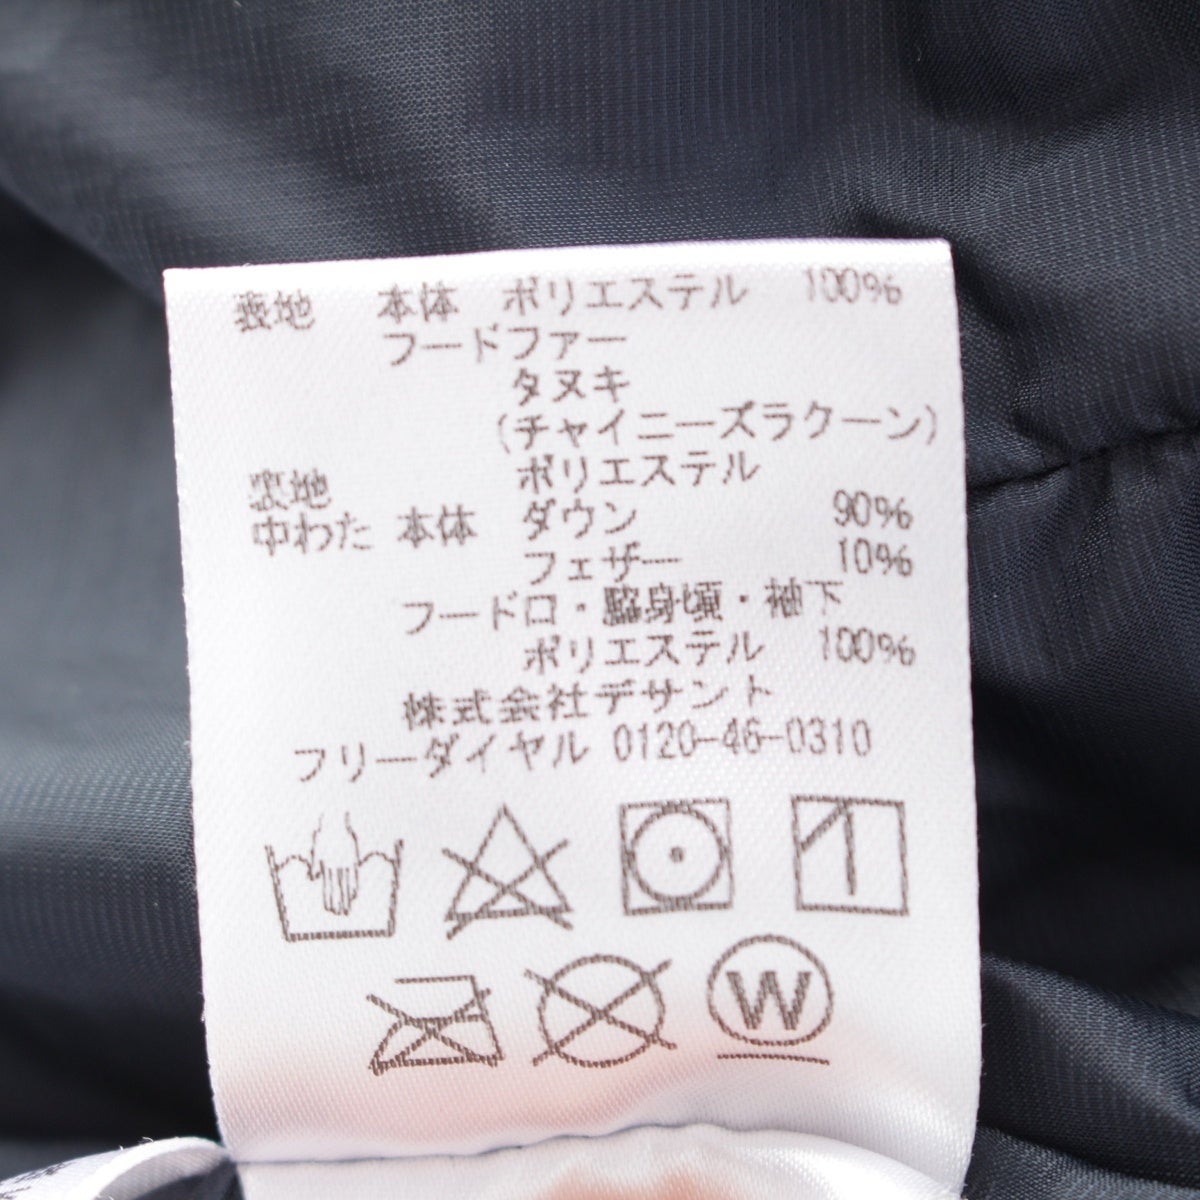 表地 本体 ポリエステル 100%
フードファー
タヌキ
(チャイニーズラクーン)
裏地 ポリエステル
中わた 本体 ダウン 90%
フェザー 10%
フード口・脇身頃・袖下
ポリエステル 100%
株式会社デサント
フリーダイヤル 0120-46-0310
W